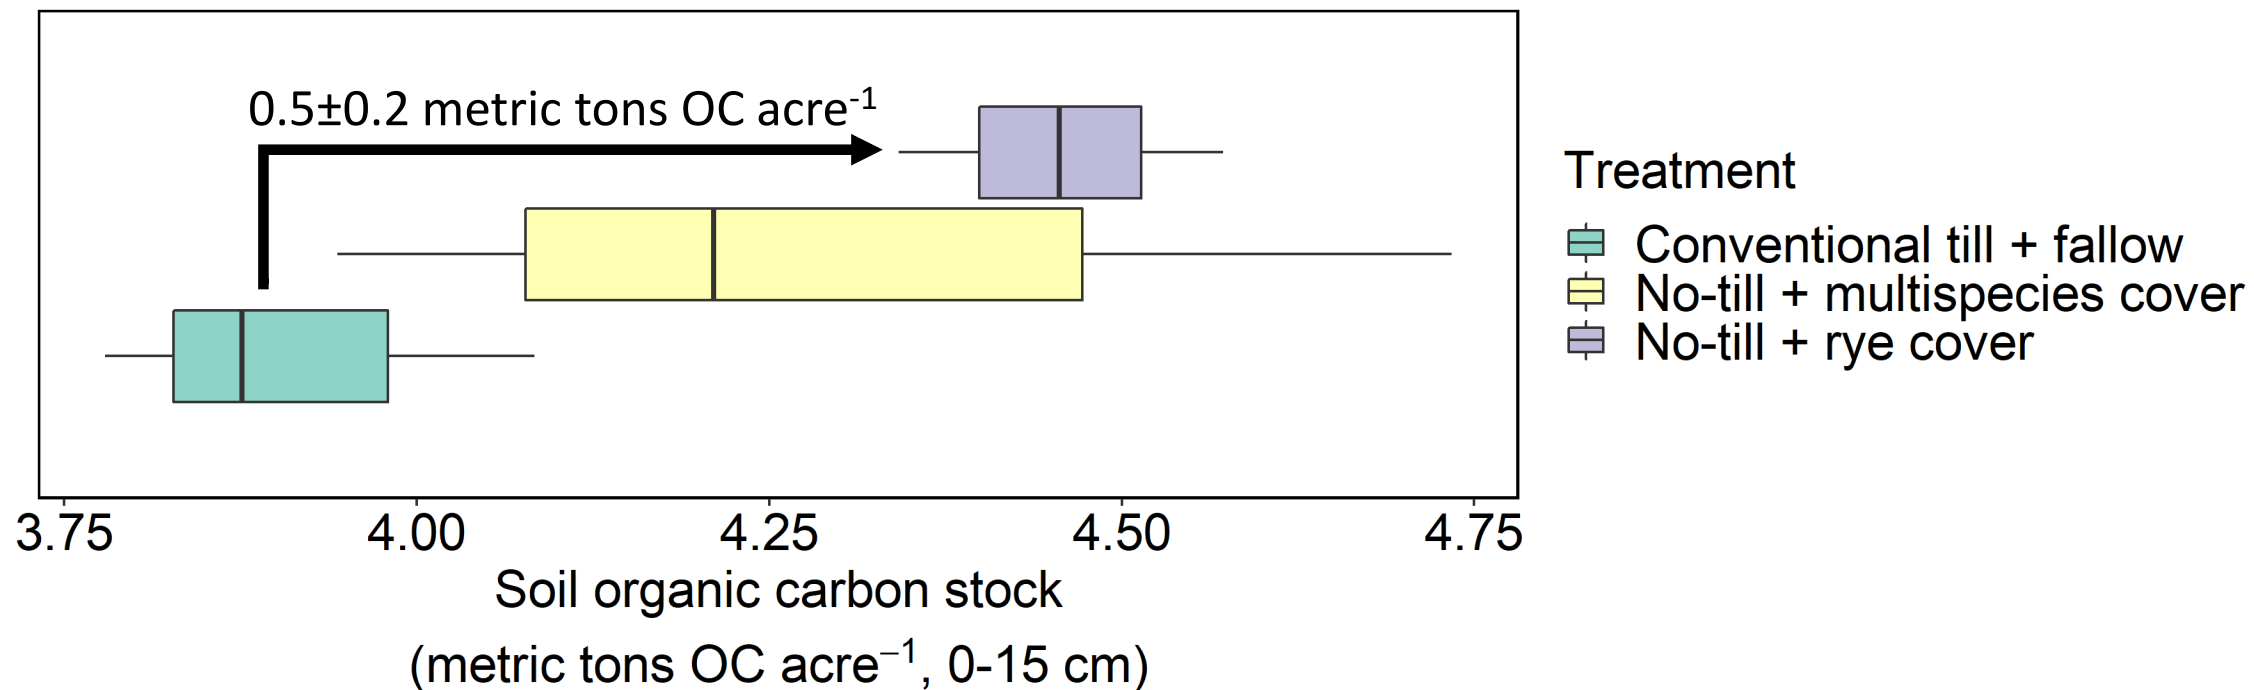 0.5±0.2 metric tons OC acre⁻¹
Treatment
Conventional till + fallow
No-till + multispecies cover
No-till + rye cover
3.75 4.00 4.25 4.50 4.75
Soil organic carbon stock
(metric tons OC acre⁻¹, 0-15 cm)